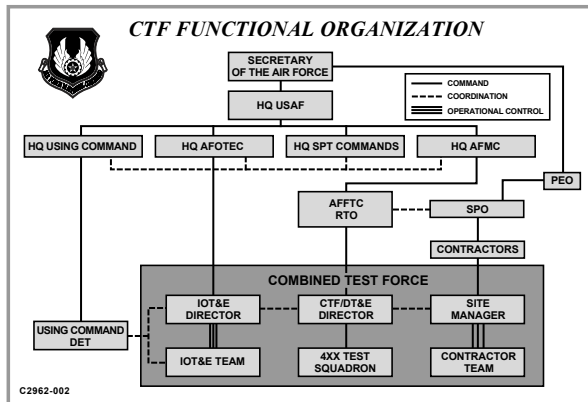 CTF FUNCTIONAL ORGANIZATION
SECRETARY
OF THE AIR FORCE
COMMAND
COORDINATION
OPERATIONAL CONTROL
HQ USAF
HQ USING COMMAND
HQ AFOTEC
HQ SPT COMMANDS
HQ AFMC
PEO
AFFTC
RTO
SPO
CONTRACTORS
COMBINED TEST FORCE
IOT&E
DIRECTOR
CTF/DT&E
DIRECTOR
SITE
MANAGER
USING COMMAND
DET
IOT&E TEAM
4XX TEST
SQUADRON
CONTRACTOR
TEAM
C2962-002